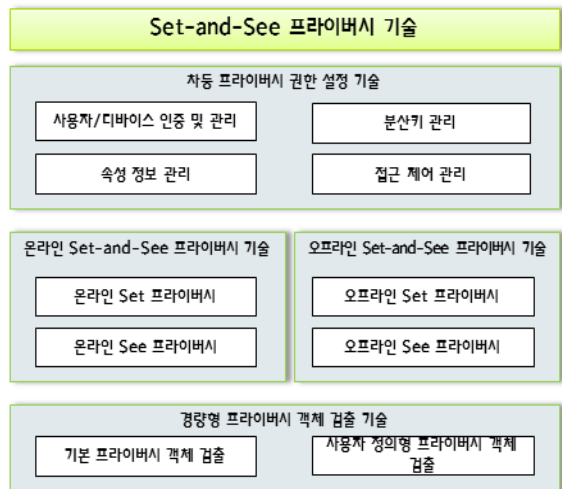 Set-and-See 프라이버시 기술
차등 프라이버시 권한 설정 기술
사용자/디바이스 인증 및 관리
분산키 관리
속성 정보 관리
접근 제어 관리
온라인 Set-and-See 프라이버시 기술
오프라인 Set-and-See 프라이버시 기술
온라인 Set 프라이버시
오프라인 Set 프라이버시
온라인 See 프라이버시
오프라인 See 프라이버시
경량형 프라이버시 객체 검출 기술
기본 프라이버시 객체 검출
사용자 정의형 프라이버시 객체
검출